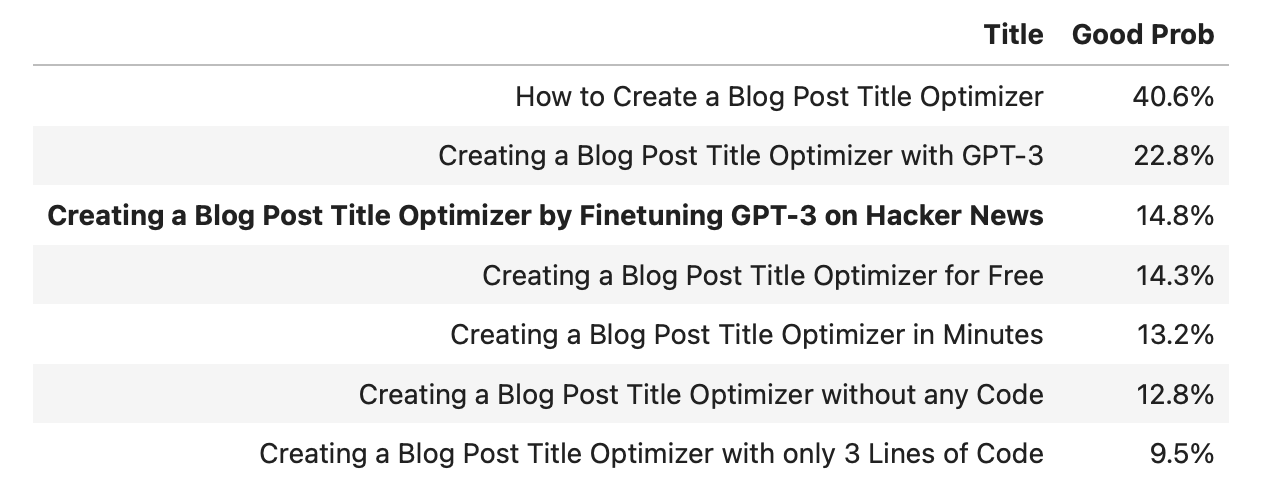 Title Good Prob
How to Create a Blog Post Title Optimizer 40.6%
Creating a Blog Post Title Optimizer with GPT-3 22.8%
Creating a Blog Post Title Optimizer by Finetuning GPT-3 on Hacker News 14.8%
Creating a Blog Post Title Optimizer for Free 14.3%
Creating a Blog Post Title Optimizer in Minutes 13.2%
Creating a Blog Post Title Optimizer without any Code 12.8%
Creating a Blog Post Title Optimizer with only 3 Lines of Code 9.5%